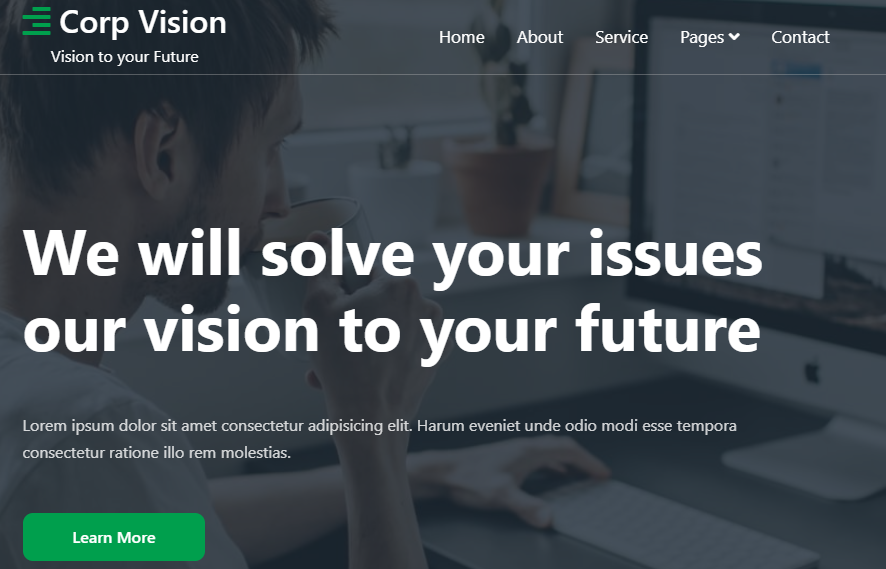 Corp Vision
Vision to your Future
Home About Service Pages Contact
We will solve your issues
our vision to your future
Lorem ipsum dolor sit amet consectetur adipisicing elit. Harum eveniet unde odio modi esse tempora
consectetur ratione illo rem molestias.
Learn More